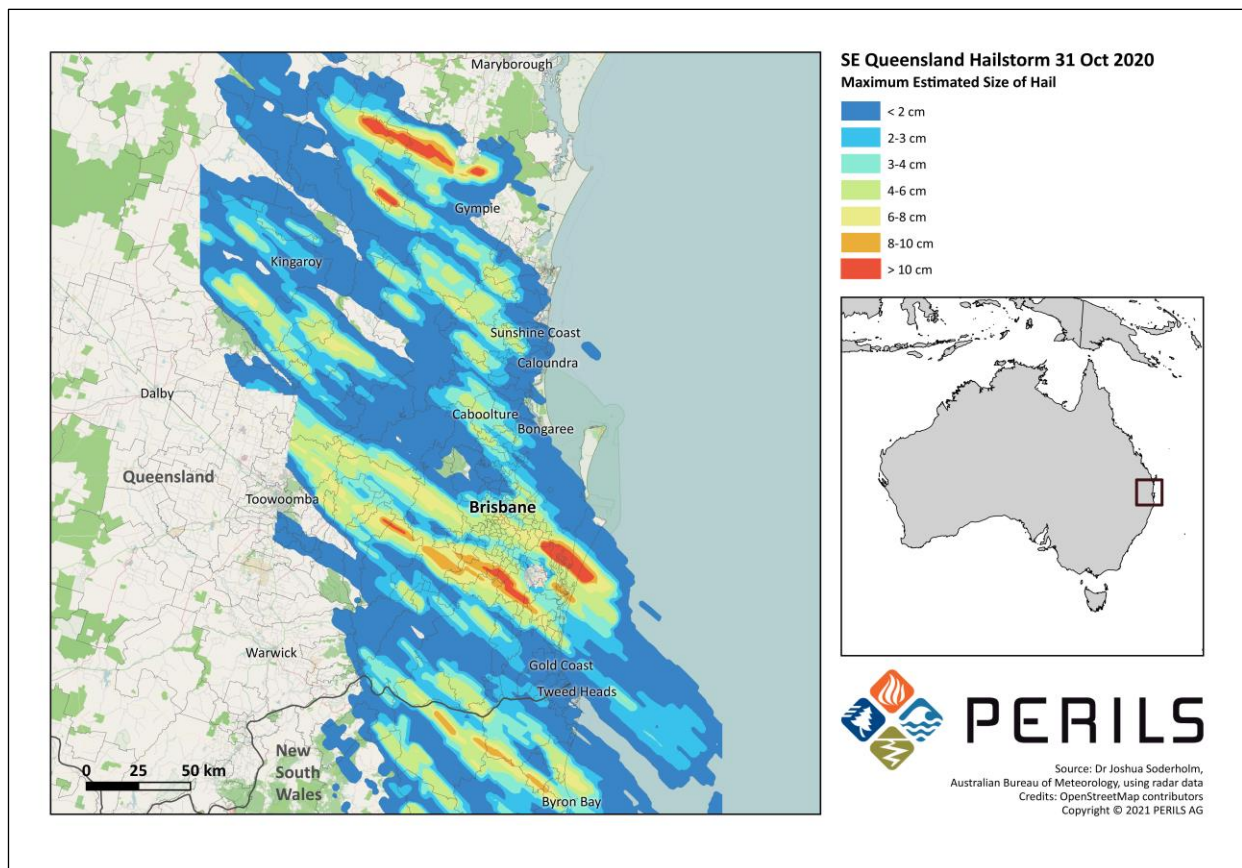 SE Queensland Hailstorm 31 Oct 2020
Maximum Estimated Size of Hail
< 2 cm
2-3 cm
3-4 cm
4-6 cm
6-8 cm
8-10 cm
> 10 cm
Maryborough
Gympie
Kingaroy
Sunshine Coast
Caloundra
Dalby
Caboolture
Bongaree
Queensland
Toowoomba
Brisbane
Warwick
Gold Coast
Tweed Heads
New
South
Wales
Byron Bay
0 25 50 km
PERILS
Source: Dr Joshua Soderholm,
Australian Bureau of Meteorology, using radar data
Credits: OpenStreetMap contributors
Copyright © 2021 PERILS AG